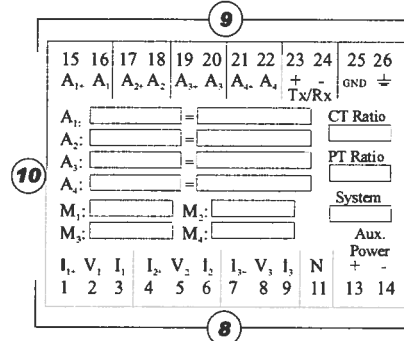 9
15 16 17 18 19 20 21 22 23 24 25 26
A₁₊ A₁ A₂₊ A₂ A₃₊ A₃ A₄₊ A₄ + - GND ⏚
Tx/Rx
A₁: = CT Ratio
A₂: =
A₃: = PT Ratio
A₄: =
10
M₁: M₂: System
M₃: M₄: Aux.
Power
I₁₊ V₁ I₁ I₂₊ V₂ I₂ I₃₊ V₃ I₃ N + -
1 2 3 4 5 6 7 8 9 11 13 14
8